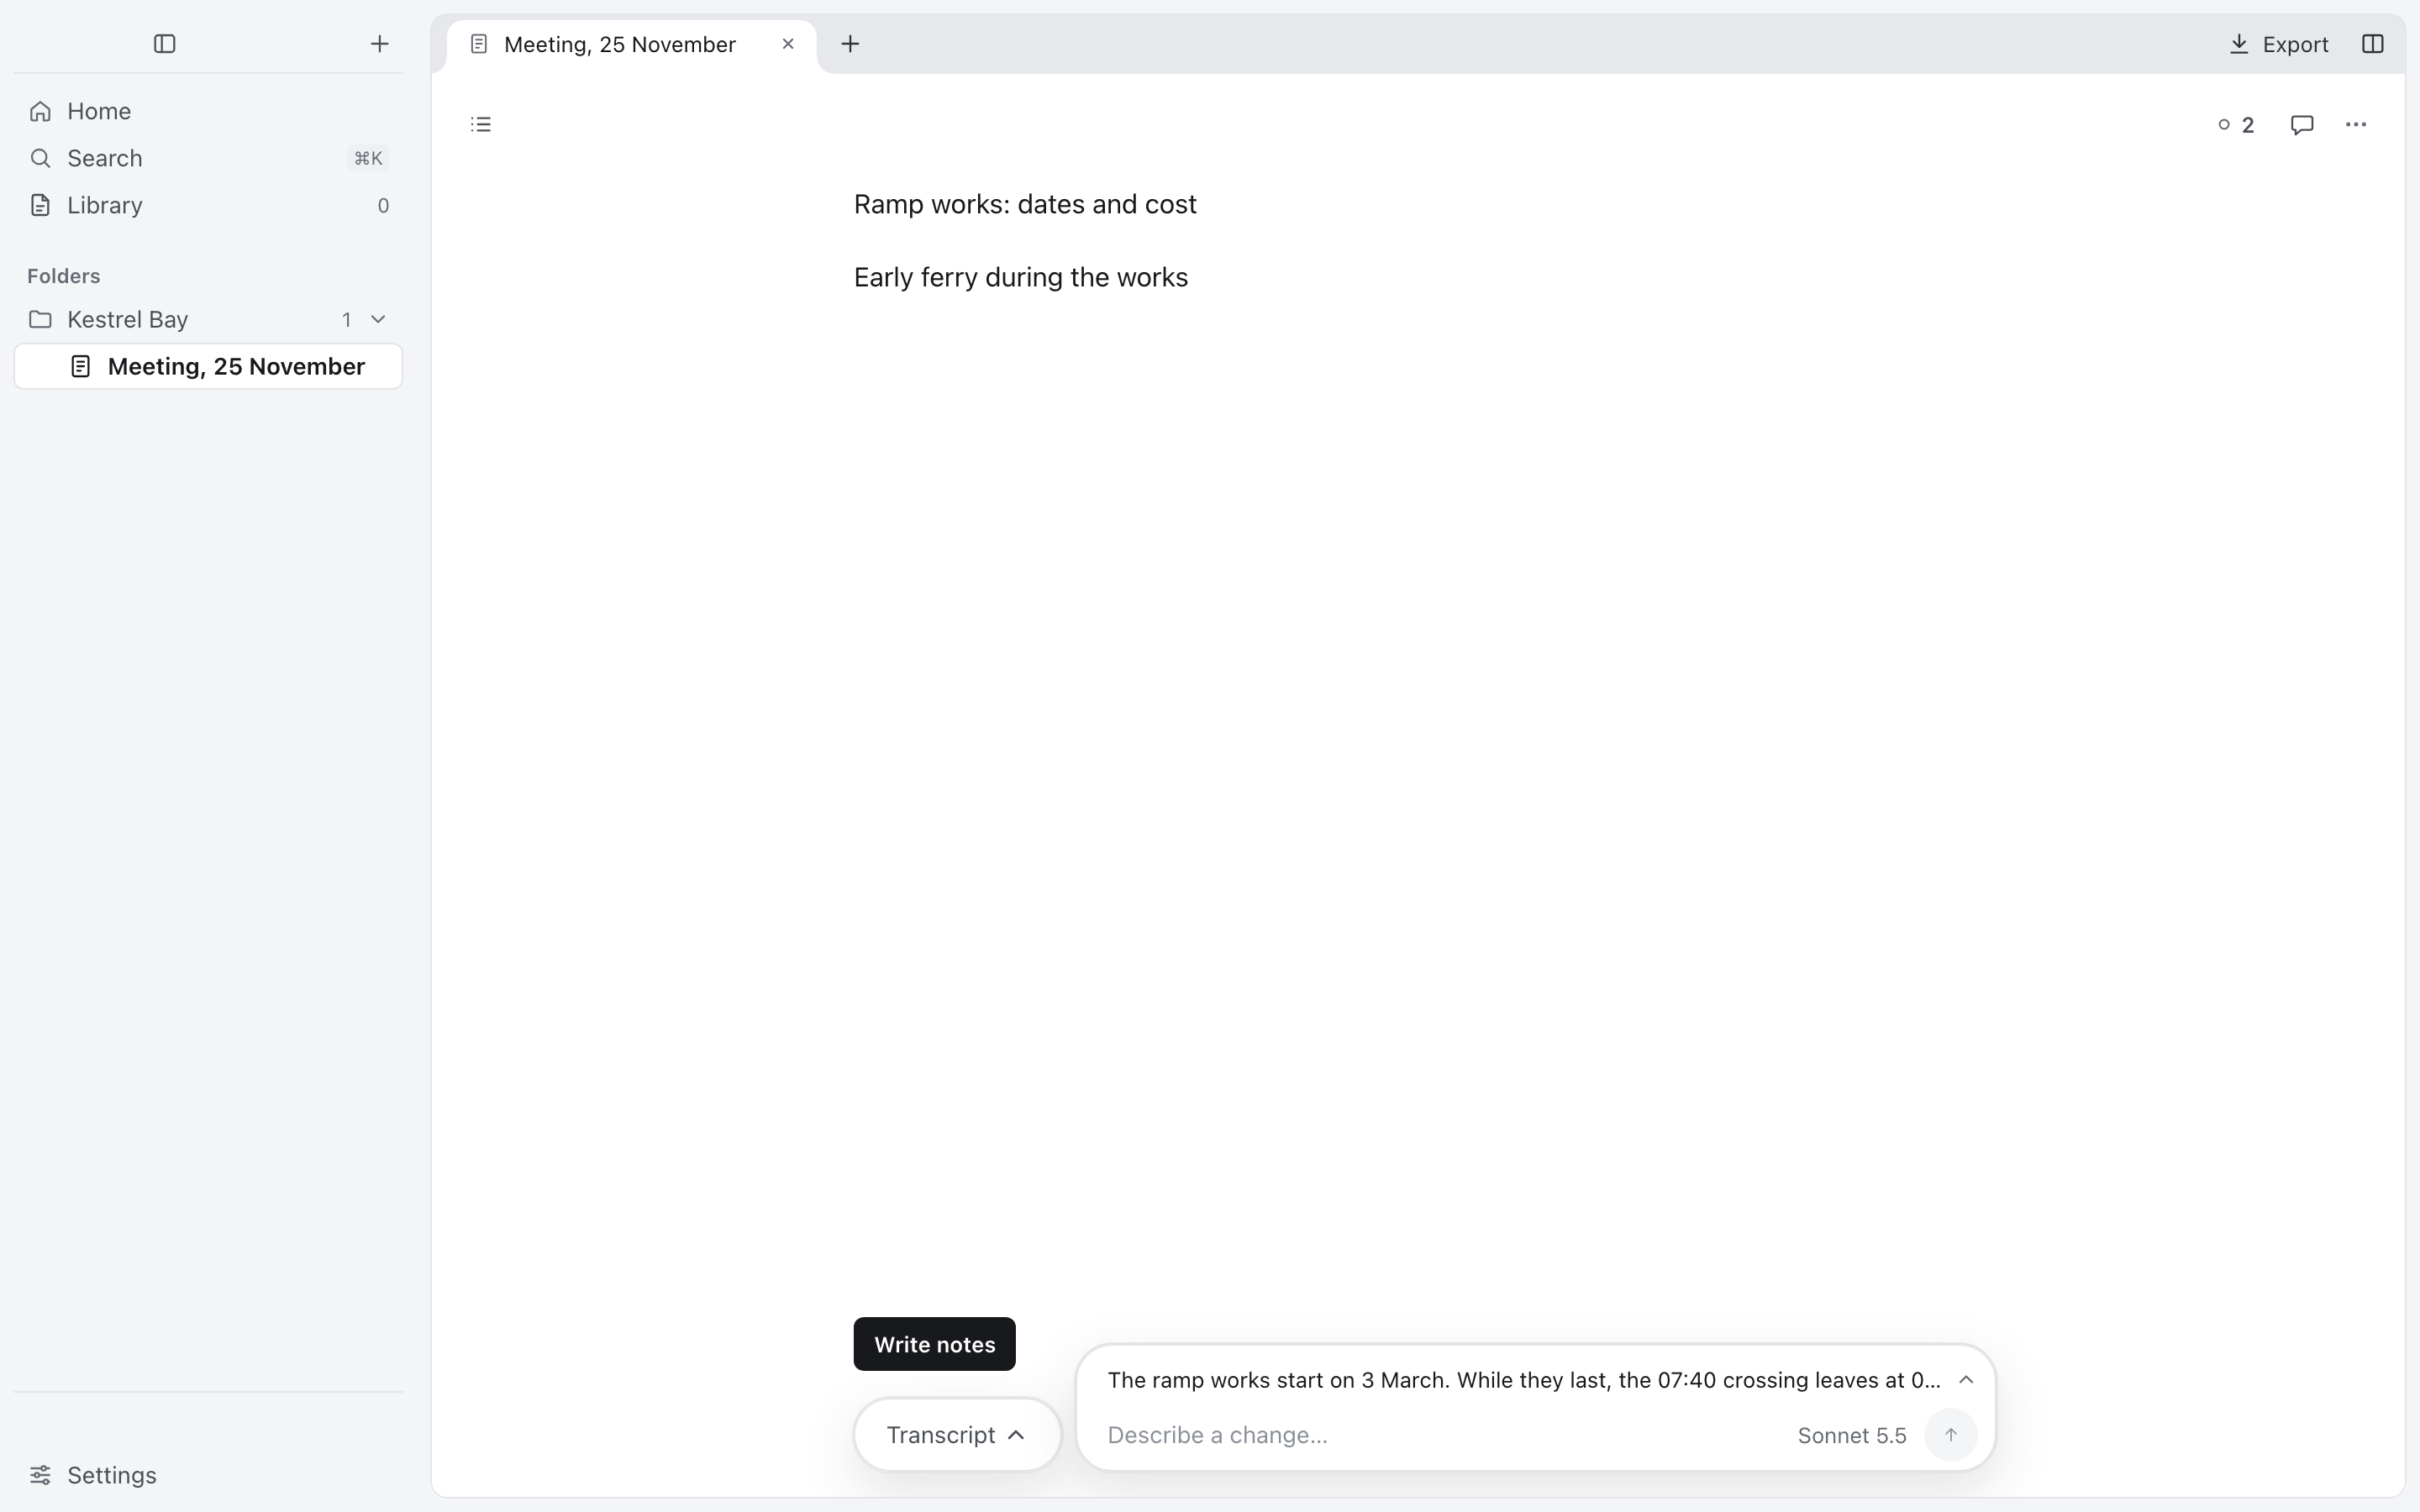 Home
Search ⌘K
Library 0
Folders
Kestrel Bay 1
Meeting, 25 November
Settings
Meeting, 25 November
Export
2
Ramp works: dates and cost
Early ferry during the works
Write notes
Transcript
The ramp works start on 3 March. While they last, the 07:40 crossing leaves at 0...
Describe a change...
Sonnet 5.5